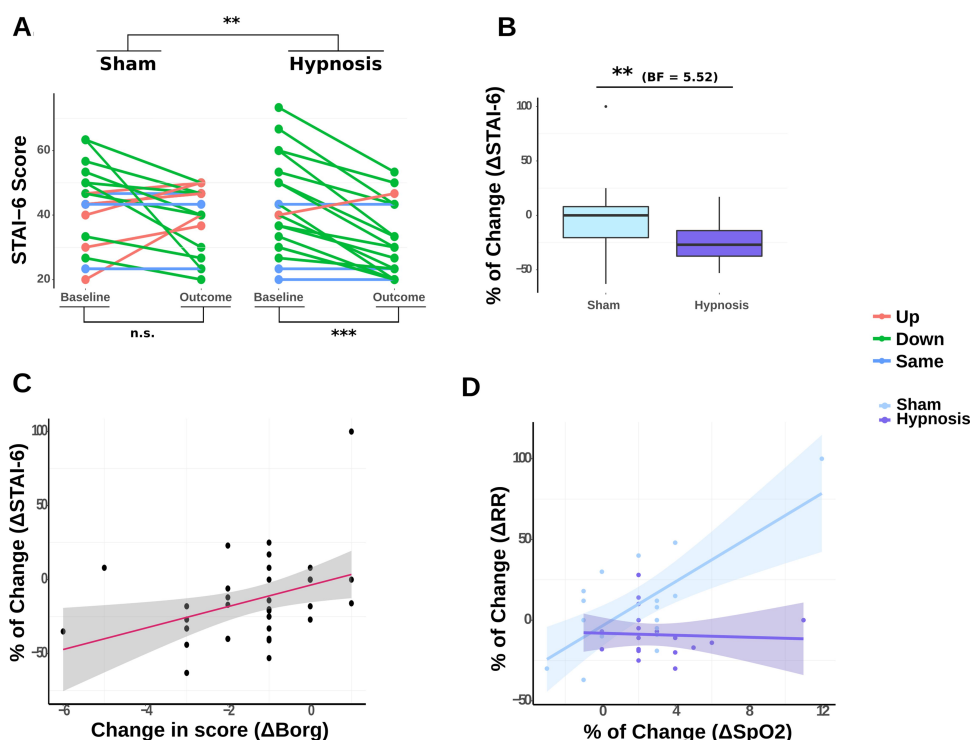 A.
**
Sham
Hypnosis
STAI−6 Score
60
40
20
Baseline
Outcome
Baseline
Outcome
n.s.
***
B
** (BF = 5.52)
% of Change (ΔSTAI-6)
100
50
0
−50
Sham
Hypnosis
Up
Down
Same
C
% of Change (ΔSTAI-6)
100
50
0
−50
−6
−4
−2
0
Change in score (ΔBorg)
D
Sham
Hypnosis
% of Change (ΔRR)
100
50
0
−50
0
4
8
12
% of Change (ΔSpO2)